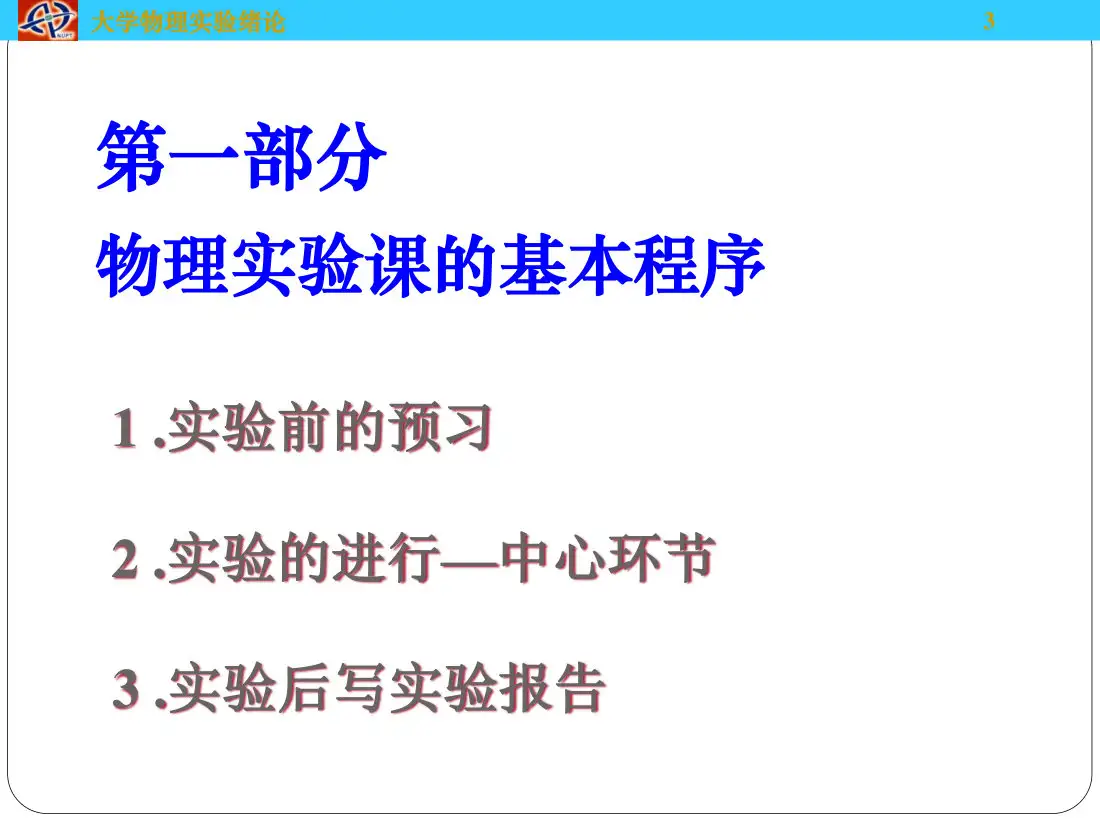 NUPT
大学物理实验绪论
3
第一部分
物理实验课的基本程序
1 .实验前的预习
2 .实验的进行—中心环节
3 .实验后写实验报告